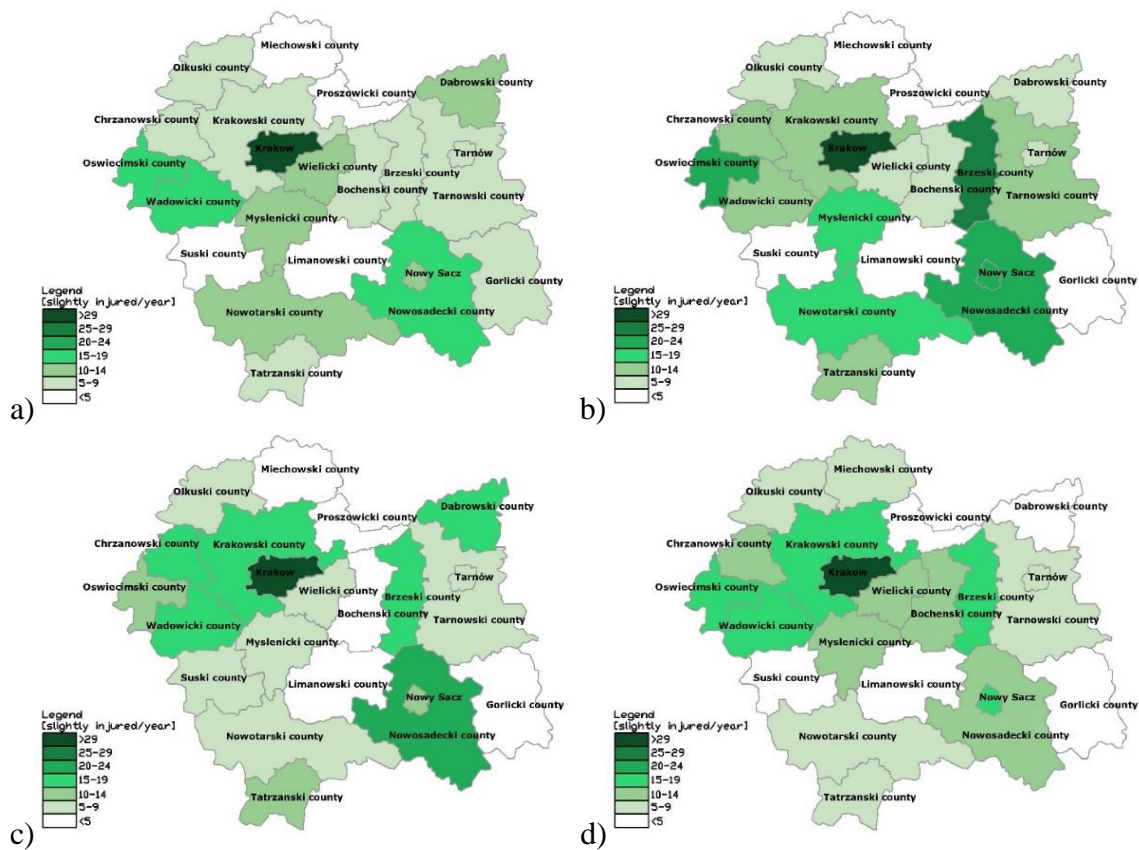 Miechowski county
Olkuski county
Dabrowski county
Proszowicki county
Chrzanowski county
Krakowski county
Krakow
Tarnów
Oswiecimski county
Wielicki county
Brzeski county
Bochenski county
Tarnowski county
Wadowicki county
Myslenicki county
Suski county
Limanowski county
Nowy Sacz
Gorlicki county
Legend
[slightly injured/year]
>29
25-29
20-24
15-19
10-14
5-9
<5
Nowotarski county
Nowosadecki county
Tatrzanski county
a)
Miechowski county
Olkuski county
Dabrowski county
Proszowicki county
Chrzanowski county
Krakowski county
Krakow
Tarnów
Oswiecimski county
Wielicki county
Brzeski county
Bochenski county
Tarnowski county
Wadowicki county
Myslenicki county
Suski county
Limanowski county
Nowy Sacz
Gorlicki county
Legend
[slightly injured/year]
>29
25-29
20-24
15-19
10-14
5-9
<5
Nowotarski county
Nowosadecki county
Tatrzanski county
b)
Miechowski county
Olkuski county
Dabrowski county
Proszowicki county
Chrzanowski county
Krakowski county
Krakow
Tarnów
Oswiecimski county
Wielicki county
Brzeski county
Bochenski county
Tarnowski county
Wadowicki county
Myslenicki county
Suski county
Limanowski county
Nowy Sacz
Gorlicki county
Legend
[slightly injured/year]
>29
25-29
20-24
15-19
10-14
5-9
<5
Nowotarski county
Nowosadecki county
Tatrzanski county
c)
Miechowski county
Olkuski county
Dabrowski county
Proszowicki county
Chrzanowski county
Krakowski county
Krakow
Tarnów
Oswiecimski county
Wielicki county
Brzeski county
Bochenski county
Tarnowski county
Wadowicki county
Myslenicki county
Suski county
Limanowski county
Nowy Sacz
Gorlicki county
Legend
[slightly injured/year]
>29
25-29
20-24
15-19
10-14
5-9
<5
Nowotarski county
Nowosadecki county
Tatrzanski county
d)